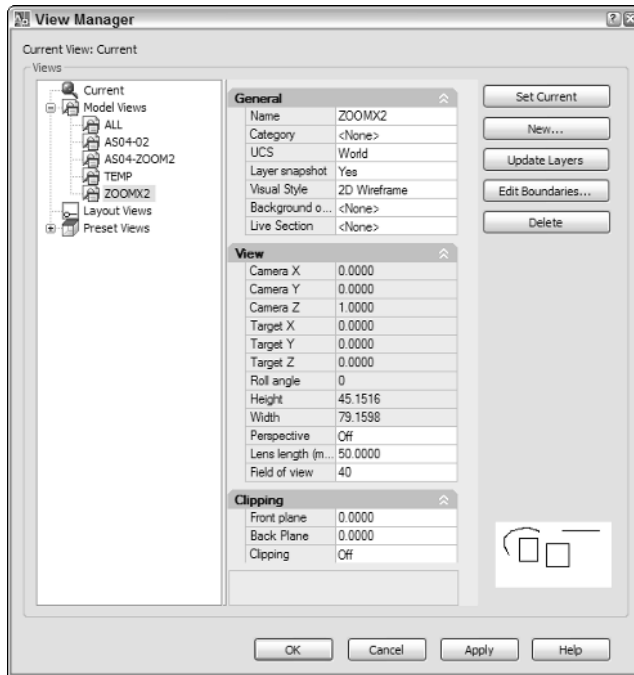 View Manager
Current View: Current
Views
Current
Model Views
ALL
AS04-02
AS04-ZOOM2
TEMP
ZOOMX2
Layout Views
Preset Views
General
Name ZOOMX2
Category <None>
UCS World
Layer snapshot Yes
Visual Style 2D Wireframe
Background o... <None>
Live Section <None>
View
Camera X 0.0000
Camera Y 0.0000
Camera Z 1.0000
Target X 0.0000
Target Y 0.0000
Target Z 0.0000
Roll angle 0
Height 45.1516
Width 79.1598
Perspective Off
Lens length (m... 50.0000
Field of view 40
Clipping
Front plane 0.0000
Back Plane 0.0000
Clipping Off
Set Current
New...
Update Layers
Edit Boundaries...
Delete
OK Cancel Apply Help